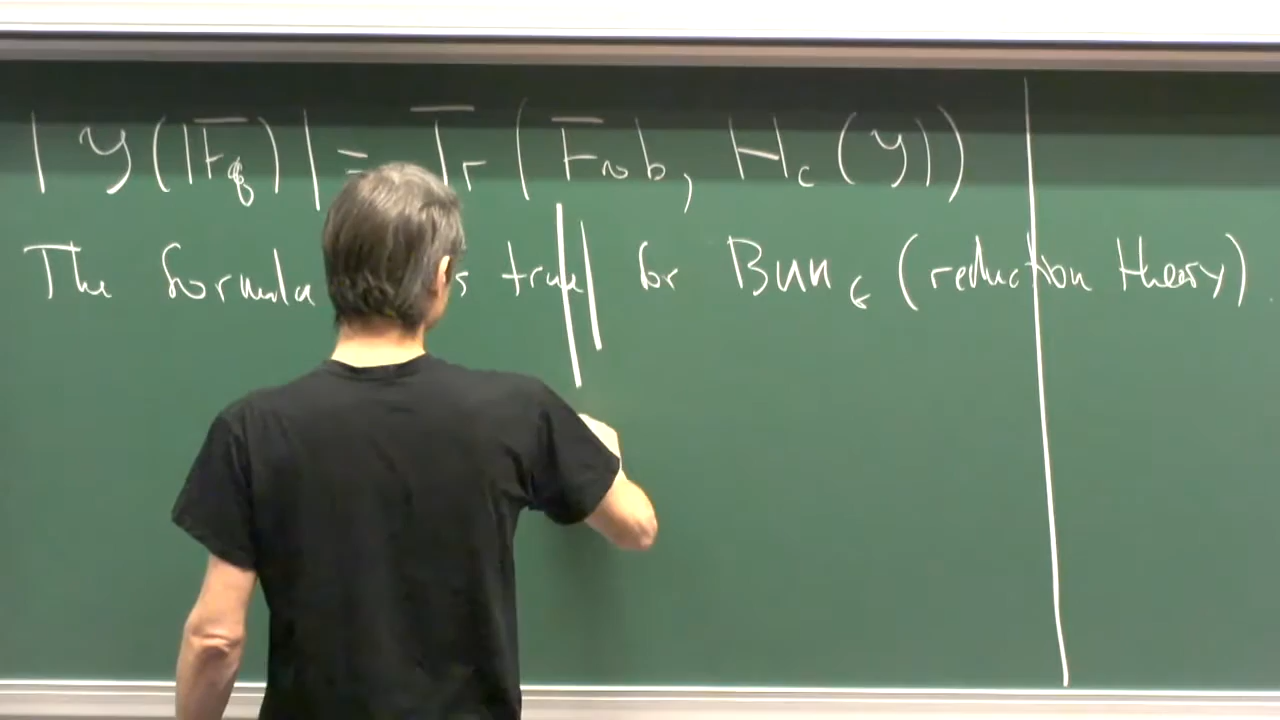 |Y(𝔽_q)| = Tr(Frob, H_c(Y))
The formula s true for Bun_G (reduction theory).